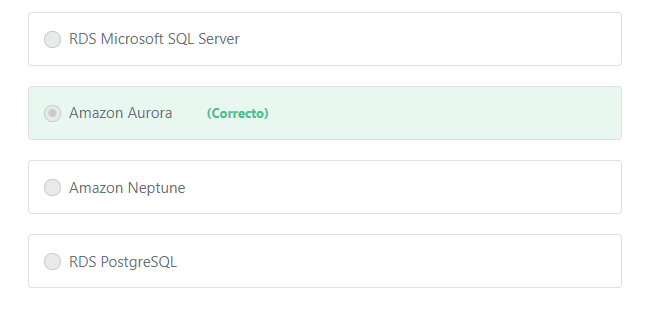 RDS Microsoft SQL Server
Amazon Aurora (Correcto)
Amazon Neptune
RDS PostgreSQL